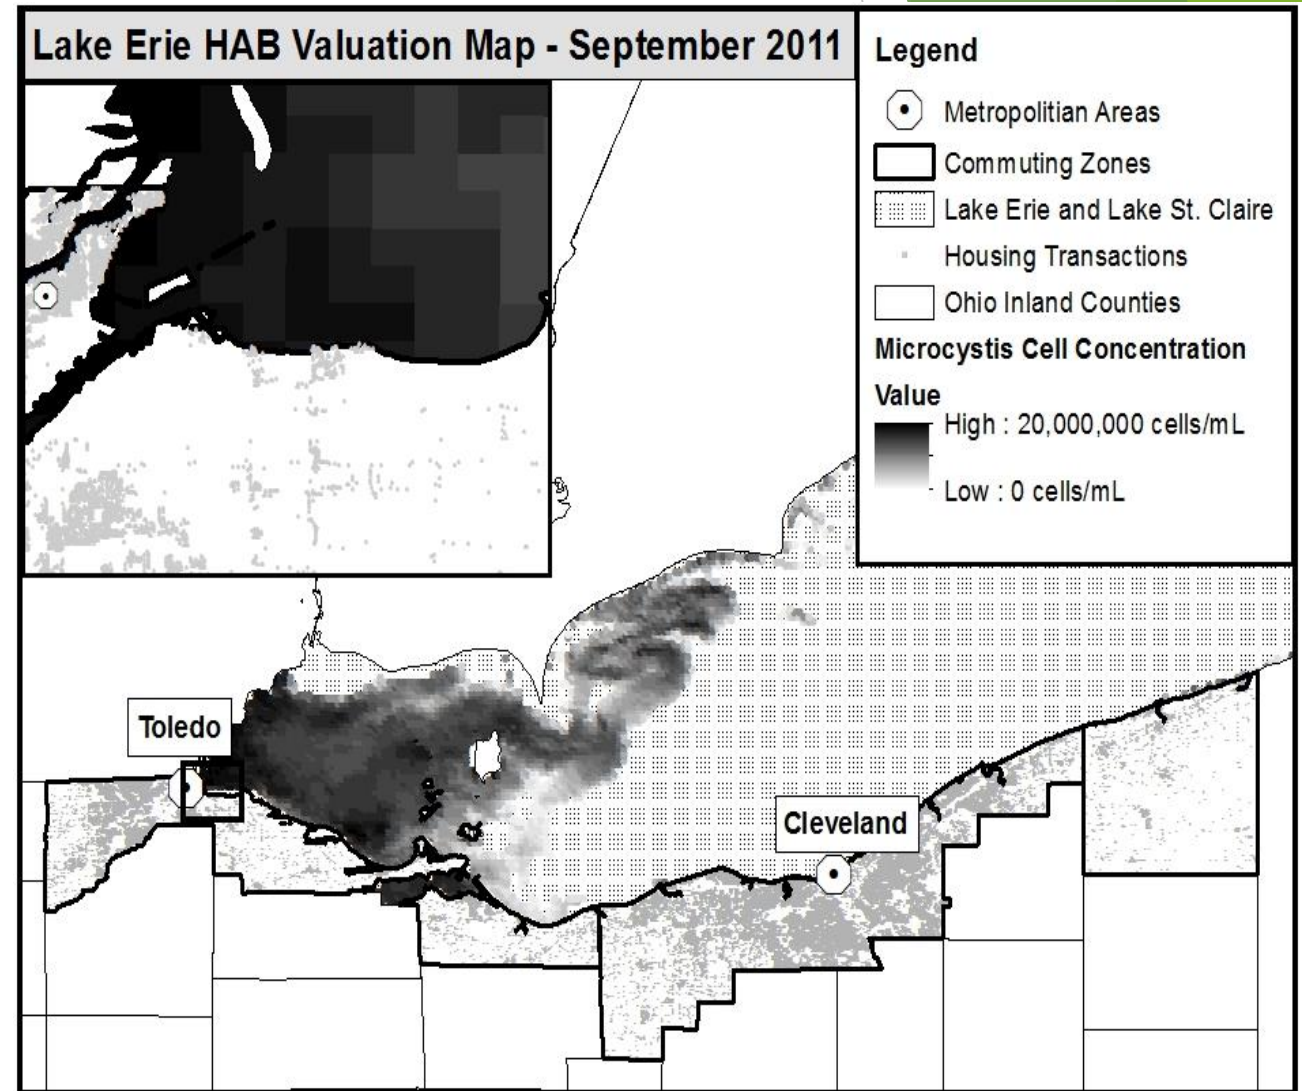 Lake Erie HAB Valuation Map - September 2011
Legend
Metropolitian Areas
Commuting Zones
Lake Erie and Lake St. Claire
Housing Transactions
Ohio Inland Counties
Microcystis Cell Concentration
Value
High : 20,000,000 cells/mL
Low : 0 cells/mL
Toledo
Cleveland